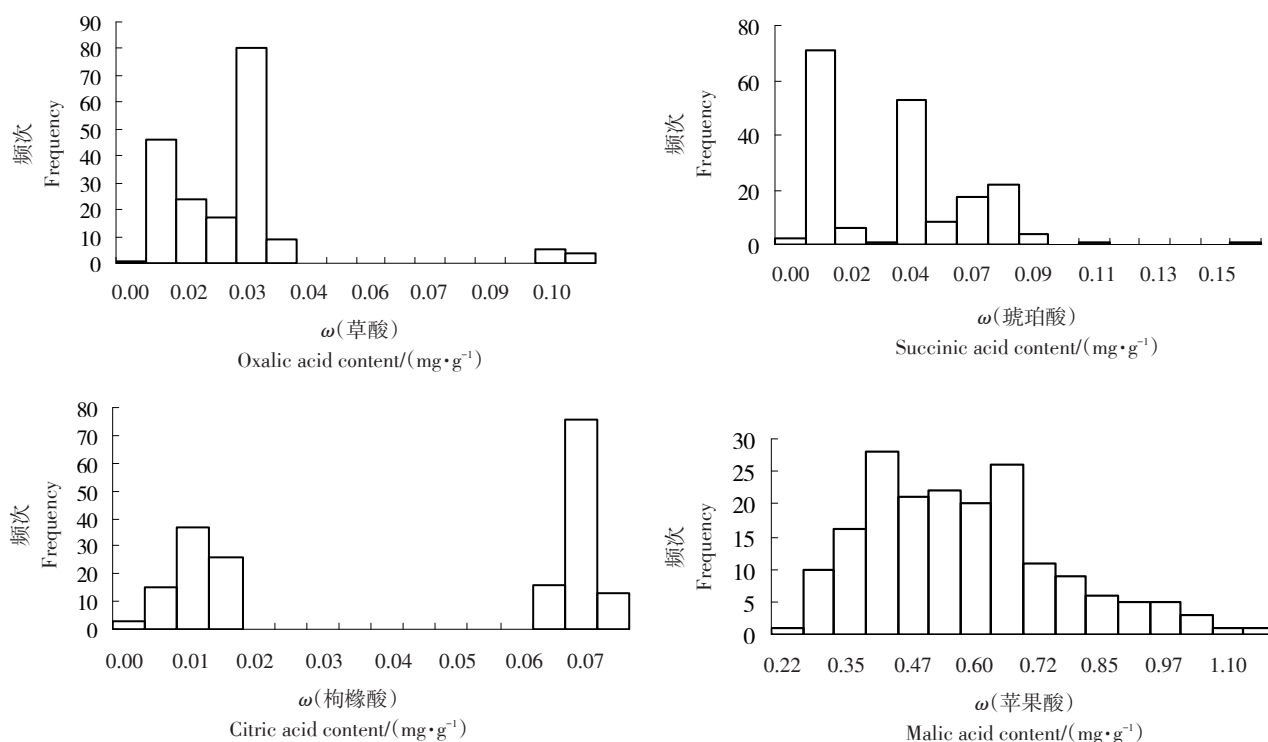 90
80
70
60
50
40
30
20
10
0
频次
Frequency
0.00 0.02 0.03 0.04 0.06 0.07 0.09 0.10
ω(草酸)
Oxalic acid content/(mg·g⁻¹)
80
60
40
20
0
频次
Frequency
0.00 0.02 0.04 0.07 0.09 0.11 0.13 0.15
ω(琥珀酸)
Succinic acid content/(mg·g⁻¹)
80
70
60
50
40
30
20
10
0
频次
Frequency
0.00 0.01 0.02 0.03 0.04 0.05 0.06 0.07
ω(枸橼酸)
Citric acid content/(mg·g⁻¹)
30
25
20
15
10
5
0
频次
Frequency
0.22 0.35 0.47 0.60 0.72 0.85 0.97 1.10
ω(苹果酸)
Malic acid content/(mg·g⁻¹)